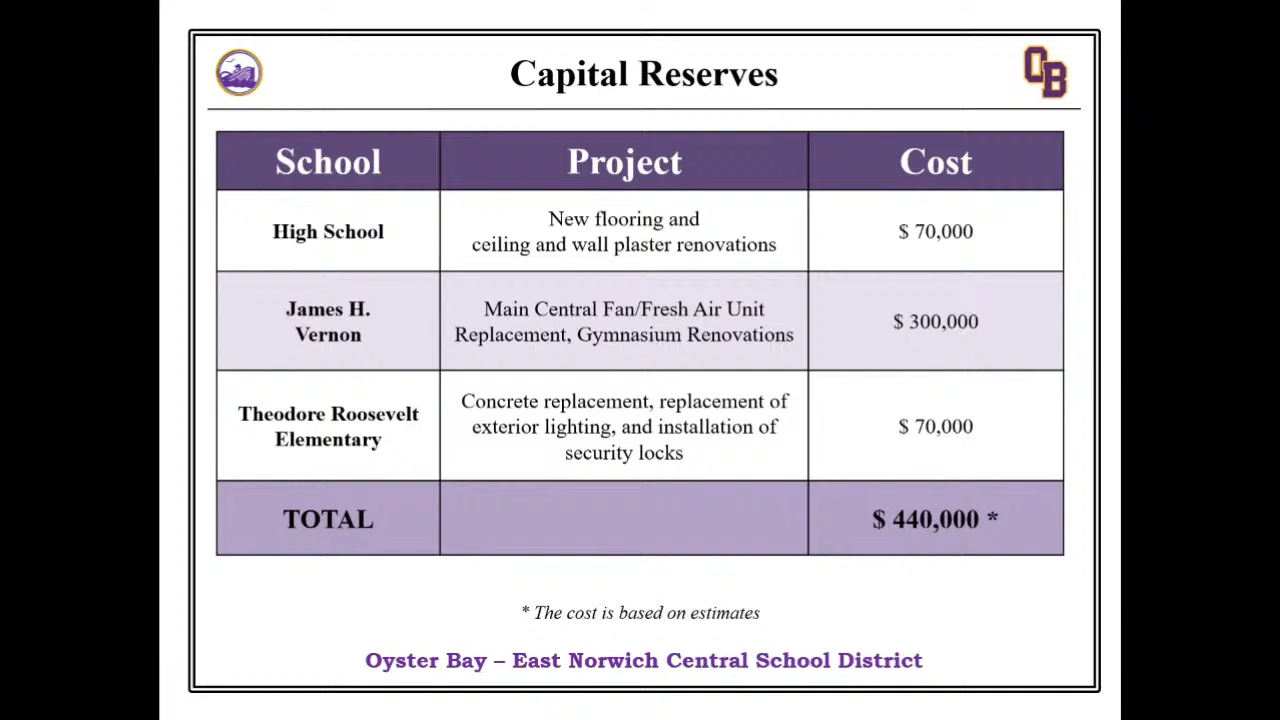 Capital Reserves
OB
School Project Cost
High School
New flooring and
ceiling and wall plaster renovations
$ 70,000
James H.
Vernon
Main Central Fan/Fresh Air Unit
Replacement, Gymnasium Renovations
$ 300,000
Theodore Roosevelt
Elementary
Concrete replacement, replacement of
exterior lighting, and installation of
security locks
$ 70,000
TOTAL
$ 440,000 *
* The cost is based on estimates
Oyster Bay – East Norwich Central School District